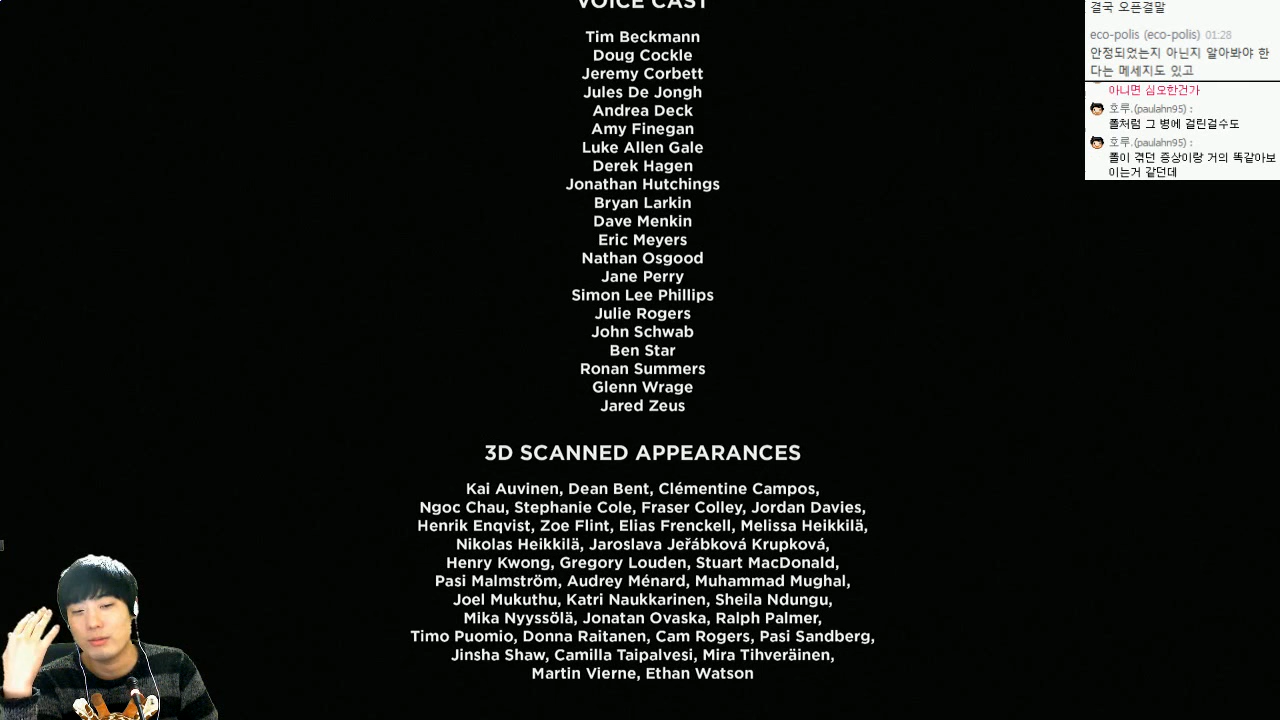 VOICE CAST
Tim Beckmann
Doug Cockle
Jeremy Corbett
Jules De Jongh
Andrea Deck
Amy Finegan
Luke Allen Gale
Derek Hagen
Jonathan Hutchings
Bryan Larkin
Dave Menkin
Eric Meyers
Nathan Osgood
Jane Perry
Simon Lee Phillips
Julie Rogers
John Schwab
Ben Star
Ronan Summers
Glenn Wrage
Jared Zeus
3D SCANNED APPEARANCES
Kai Auvinen, Dean Bent, Clémentine Campos,
Ngoc Chau, Stephanie Cole, Fraser Colley, Jordan Davies,
Henrik Enqvist, Zoe Flint, Elias Frenckell, Melissa Heikkilä,
Nikolas Heikkilä, Jaroslava Jeřábková Krupková,
Henry Kwong, Gregory Louden, Stuart MacDonald,
Pasi Malmström, Audrey Ménard, Muhammad Mughal,
Joel Mukuthu, Katri Naukkarinen, Sheila Ndungu,
Mika Nyyssölä, Jonatan Ovaska, Ralph Palmer,
Timo Puomio, Donna Raitanen, Cam Rogers, Pasi Sandberg,
Jinsha Shaw, Camilla Taipalvesi, Mira Tihveräinen,
Martin Vierne, Ethan Watson
결국 오픈결말
eco-polis (eco-polis) 01:28
안정되었는지 아닌지 알아봐야 한
다는 메세지도 있고
아니면 심오한건가
호루.(paulahn95) :
폴처럼 그 병에 걸린걸수도
호루.(paulahn95) :
폴이 겪던 증상이랑 거의 똑같아보
이는거 같던데